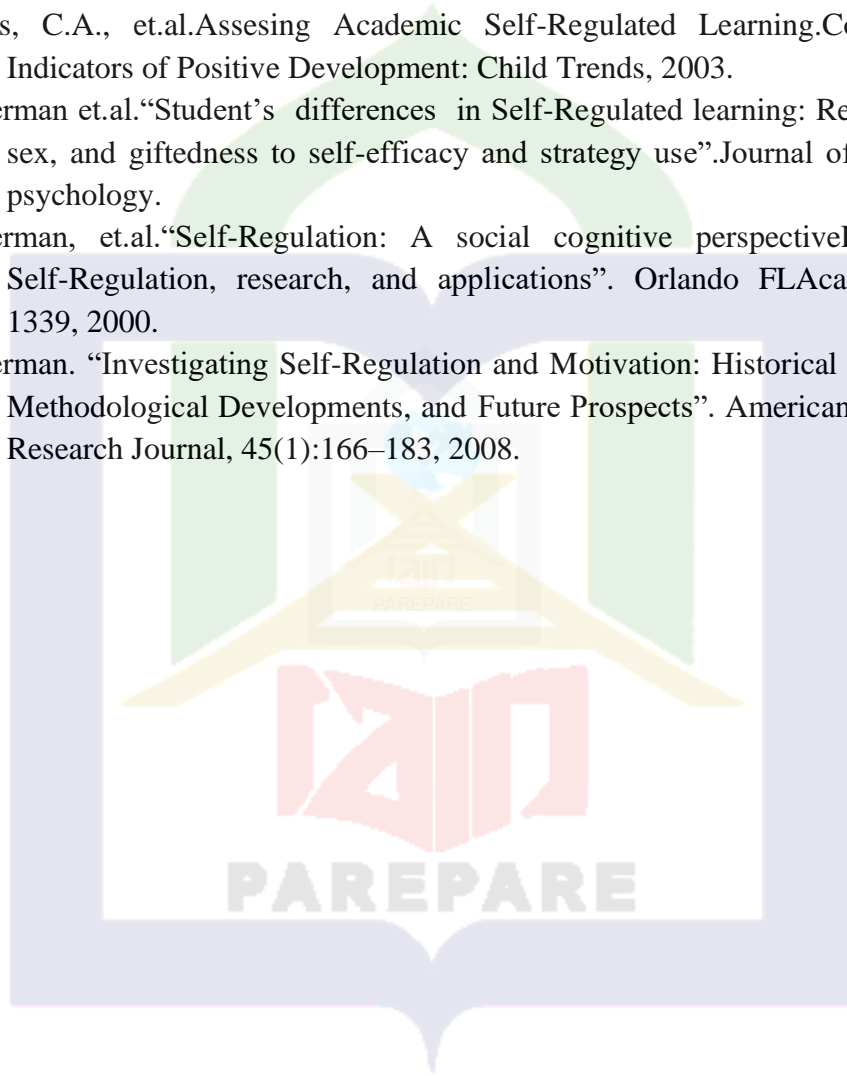 s, C.A., et.al.Assesing Academic Self-Regulated Learning.Co
Indicators of Positive Development: Child Trends, 2003.
erman et.al.“Student’s differences in Self-Regulated learning: Re
sex, and giftedness to self-efficacy and strategy use”.Journal of
psychology.
erman, et.al.“Self-Regulation: A social cognitive perspective
Self-Regulation, research, and applications”. Orlando FLAca
1339, 2000.
erman. “Investigating Self-Regulation and Motivation: Historical
Methodological Developments, and Future Prospects”. American
Research Journal, 45(1):166–183, 2008.
IAIN
PAREPARE
IAIN
PAREPARE